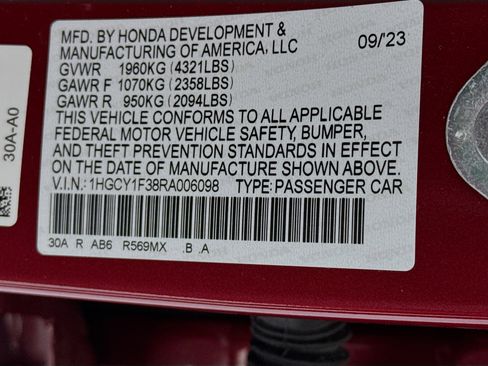 MFD. BY HONDA DEVELOPMENT &
MANUFACTURING OF AMERICA, LLC 09/23
GVWR 1960KG (4321LBS)
GAWR F 1070KG (2358LBS)
GAWR R 950KG (2094LBS)
THIS VEHICLE CONFORMS TO ALL APPLICABLE
FEDERAL MOTOR VEHICLE SAFETY, BUMPER,
AND THEFT PREVENTION STANDARDS IN EFFECT
ON THE DATE OF MANUFACTURE SHOWN ABOVE.
V.I.N.: 1HGCY1F38RA006098 TYPE: PASSENGER CAR
30A R AB6 R569MX .B .A
30A-A0